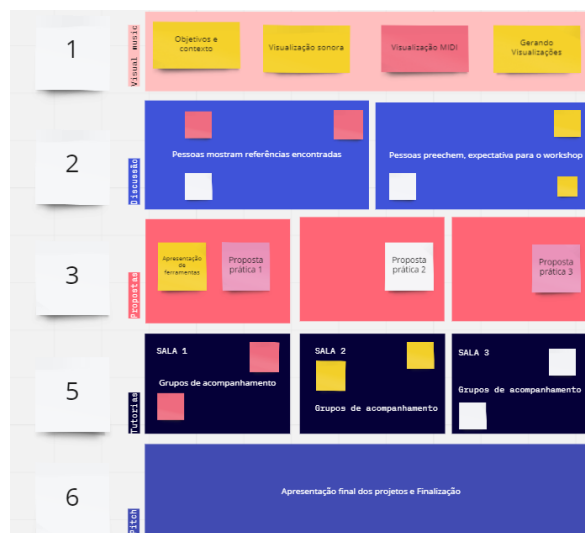 1
Visual music
Objetivos e
contexto
Visualização sonora
Visualização MIDI
Gerando
Visualizações
2
Discussão
Pessoas mostram referências encontradas
Pessoas preechem, expectativa para o workshop
3
Propostas
Apresentação
de
ferramentas
Proposta
prática 1
Proposta
prática 2
Proposta
prática 3
5
Tutorias
SALA 1
Grupos de acompanhamento
SALA 2
Grupos de acompanhamento
SALA 3
Grupos de acompanhamento
6
Pitch
Apresentação final dos projetos e Finalização